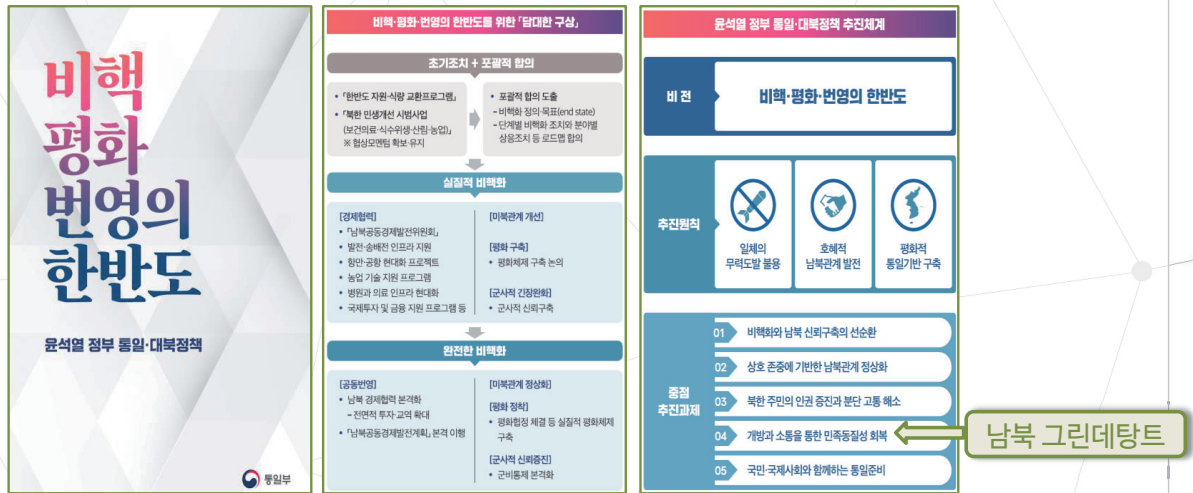 비핵
평화
번영의
한반도
윤석열 정부 통일·대북정책
통일부
비핵·평화·번영의 한반도를 위한 「담대한 구상」
초기조치 + 포괄적 합의
• 「한반도 자원·식량 교환프로그램」
• 「북한 민생개선 시범사업
(보건의료·식수위생·산림·농업)」
※ 협상모멘텀 확보·유지
• 포괄적 합의 도출
- 비핵화 정의·목표(end state)
- 단계별 비핵화 조치와 분야별
상응조치 등 로드맵 합의
실질적 비핵화
[경제협력]
• 「남북공동경제발전위원회」
• 발전·송배전 인프라 지원
• 항만·공항 현대화 프로젝트
• 농업 기술 지원 프로그램
• 병원과 의료 인프라 현대화
• 국제투자 및 금융 지원 프로그램 등
[미북관계 개선]
[평화 구축]
• 평화체제 구축 논의
[군사적 긴장완화]
• 군사적 신뢰구축
완전한 비핵화
[공동번영]
• 남북 경제협력 본격화
- 전면적 투자·교역 확대
• 「남북공동경제발전계획」 본격 이행
[미북관계 정상화]
[평화 정착]
• 평화협정 체결 등 실질적 평화체제
구축
[군사적 신뢰증진]
• 군비통제 본격화
윤석열 정부 통일·대북정책 추진체계
비 전
비핵·평화·번영의 한반도
추진원칙
일체의
무력도발 불용
호혜적
남북관계 발전
평화적
통일기반 구축
중점
추진과제
01 비핵화와 남북 신뢰구축의 선순환
02 상호 존중에 기반한 남북관계 정상화
03 북한 주민의 인권 증진과 분단 고통 해소
04 개방과 소통을 통한 민족동질성 회복
05 국민·국제사회와 함께하는 통일준비
남북 그린데탕트